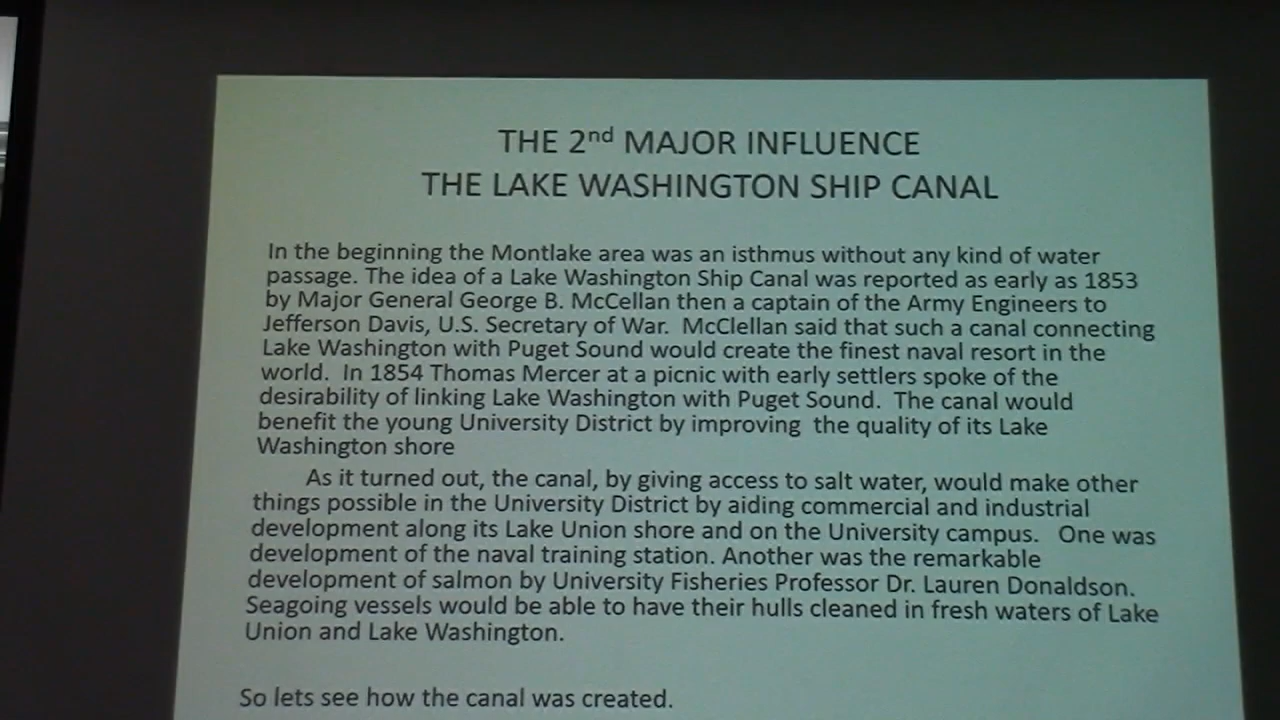 THE 2nd MAJOR INFLUENCE
THE LAKE WASHINGTON SHIP CANAL
In the beginning the Montlake area was an isthmus without any kind of water
passage. The idea of a Lake Washington Ship Canal was reported as early as 1853
by Major General George B. McCellan then a captain of the Army Engineers to
Jefferson Davis, U.S. Secretary of War.  McClellan said that such a canal connecting
Lake Washington with Puget Sound would create the finest naval resort in the
world.  In 1854 Thomas Mercer at a picnic with early settlers spoke of the
desirability of linking Lake Washington with Puget Sound.  The canal would
benefit the young University District by improving  the quality of its Lake
Washington shore
As it turned out, the canal, by giving access to salt water, would make other
things possible in the University District by aiding commercial and industrial
development along its Lake Union shore and on the University campus.   One was
development of the naval training station. Another was the remarkable
development of salmon by University Fisheries Professor Dr. Lauren Donaldson.
Seagoing vessels would be able to have their hulls cleaned in fresh waters of Lake
Union and Lake Washington.
So lets see how the canal was created.